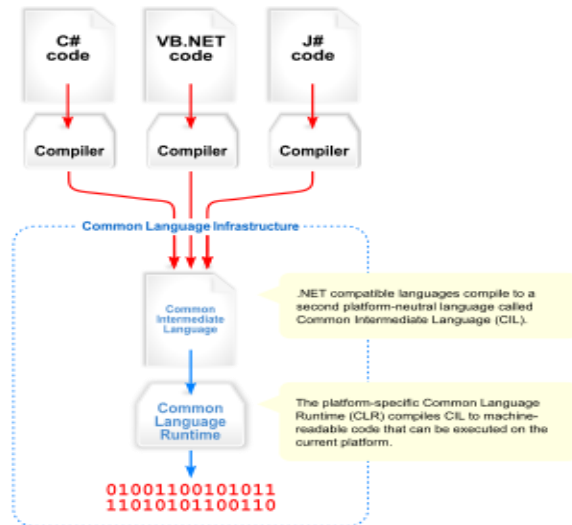 C#
code
VB.NET
code
J#
code
Compiler
Compiler
Compiler
Common Language Infrastructure
Common
Intermediate
Language
.NET compatible languages compile to a
second platform-neutral language called
Common Intermediate Language (CIL).
Common
Language
Runtime
The platform-specific Common Language
Runtime (CLR) compiles CIL to machine-
readable code that can be executed on the
current platform.
01001100101011
11010101100110